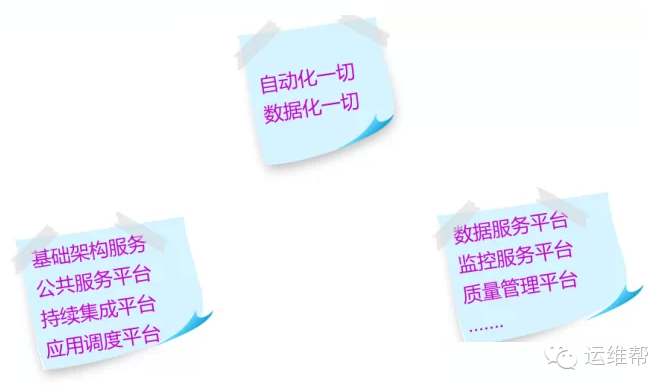 自动化一切
数据化一切
基础架构服务
公共服务平台
持续集成平台
应用调度平台
数据服务平台
监控服务平台
质量管理平台
.......
运维帮